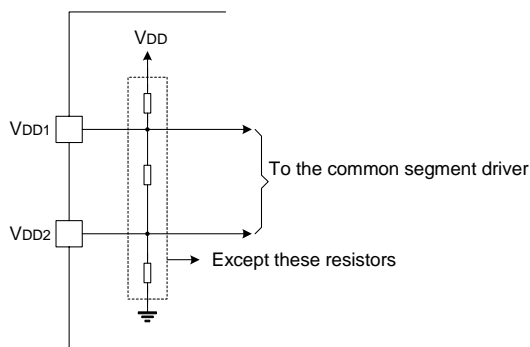 VDD
VDD1
To the common segment driver
VDD2
Except these resistors